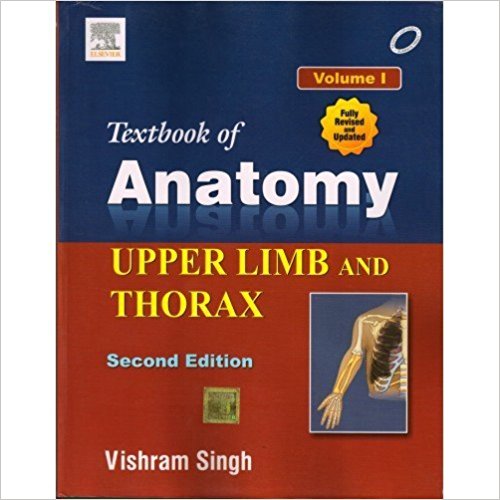 ELSEVIER
Volume I
Fully
Revised
and
Updated
Textbook of
Anatomy
UPPER LIMB AND
THORAX
Second Edition
Vishram Singh